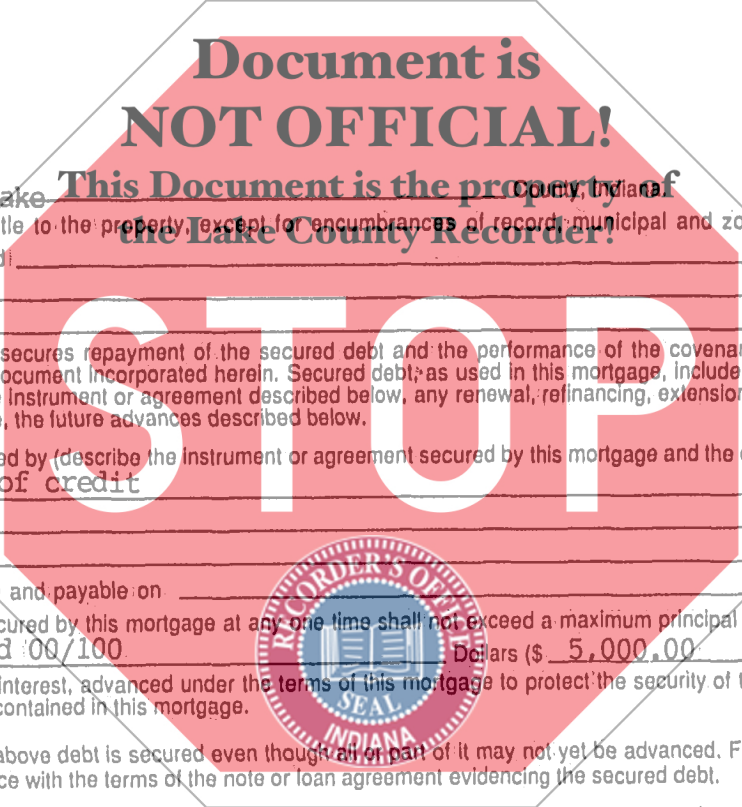 Document is
NOT OFFICIAL!
This Document is the property of
the Lake County Recorder!
STOP
ake County, Indiana
tle to the property, except for encumbrances of record, municipal and zo
secures repayment of the secured debt and the performance of the covena
ocument incorporated herein. Secured debt, as used in this mortgage, include
instrument or agreement described below, any renewal, refinancing, extension
, the future advances described below.
ed by (describe the instrument or agreement secured by this mortgage and the
of credit
and payable on
cured by this mortgage at any one time shall not exceed a maximum principal
d 00/100 Dollars ($ 5,000.00
interest, advanced under the terms of this mortgage to protect the security of t
contained in this mortgage.
above debt is secured even though all or part of it may not yet be advanced. F
ce with the terms of the note or loan agreement evidencing the secured debt.
RECORDER'S OFFICE
SEAL
INDIANA